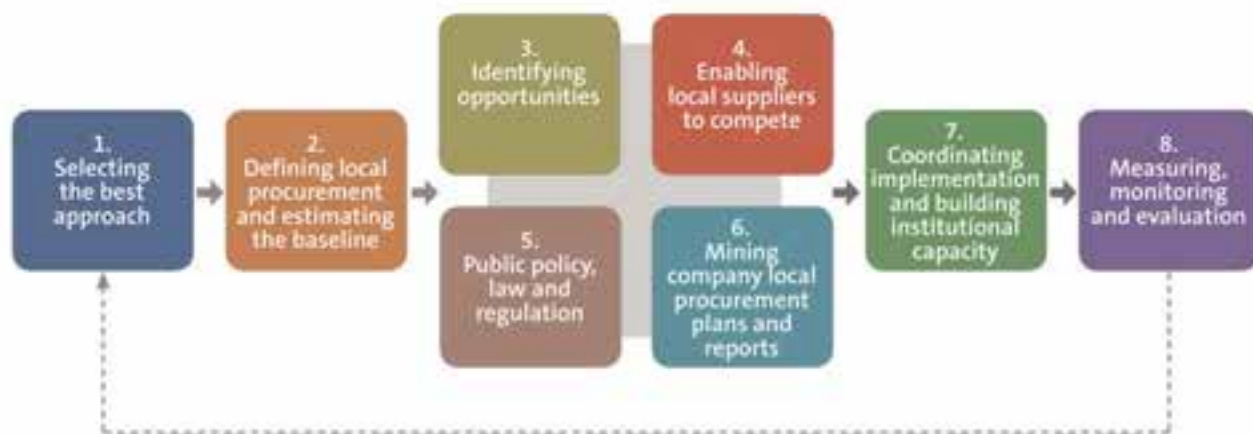 1.
Selecting
the best
approach
2.
Defining local
procurement
and estimating
the baseline
3.
Identifying
opportunities
4.
Enabling
local suppliers
to compete
5.
Public policy,
law and
regulation
6.
Mining
company local
procurement
plans and
reports
7.
Coordinating
implementation
and building
institutional
capacity
8.
Measuring,
monitoring
and evaluation